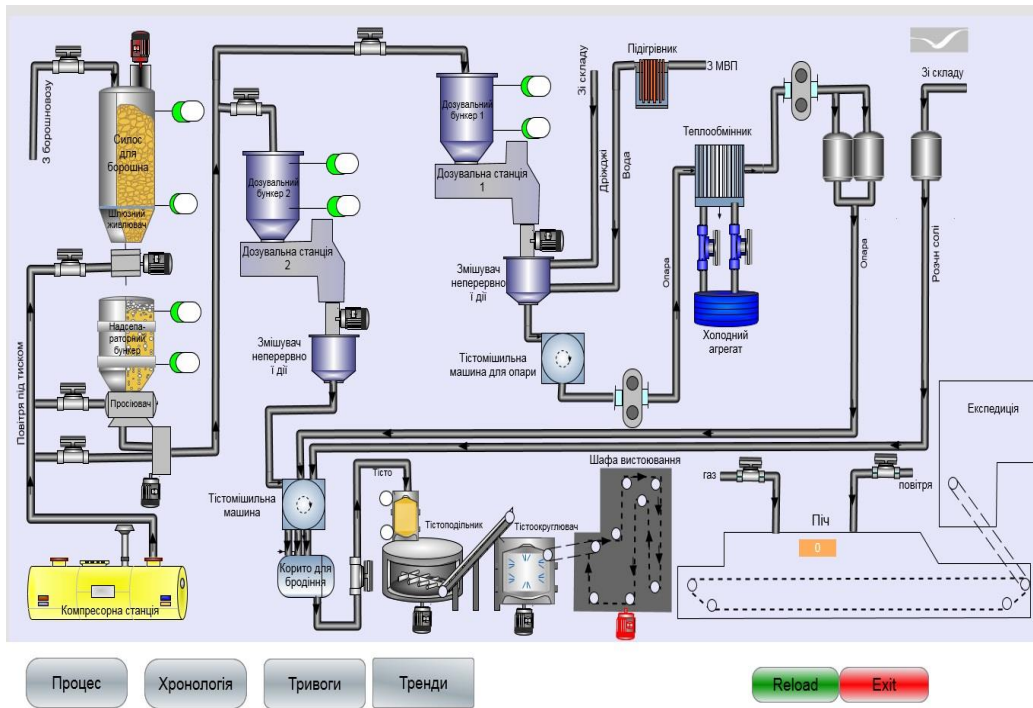 З борошновозу
Силос
для
борошна
Шлюзний
живлювач
Надсепа-
раторний
бункер
Просіювач
Повітря під тиском
Компресорна станція
Дозувальний
бункер 2
Дозувальна станція
2
Змішувач
неперервно
ї дії
Дозувальний
бункер 1
Дозувальна станція
1
Змішувач
неперервно
ї дії
Зі складу
Дріжджі
Вода
Підігрівник
З МВП
Тістомішильна
машина для опари
Опара
Теплообмінник
Холодний
агрегат
Опара
Зі складу
Розчн солі
Тістомішильна
машина
Корито для
бродіння
Тісто
Тістоподільник
Тістоокруглювач
Шафа вистоювання
газ
повітря
Піч
0
Експедиція
Процес
Хронологія
Тривоги
Тренди
Reload
Exit